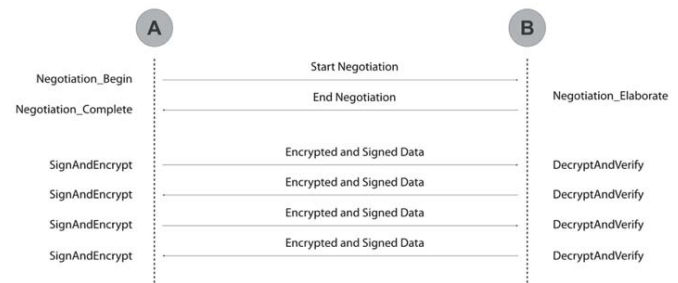 A
B
Start Negotiation
Negotiation_Begin
End Negotiation
Negotiation_Elaborate
Negotiation_Complete
Encrypted and Signed Data
SignAndEncrypt
DecryptAndVerify
Encrypted and Signed Data
SignAndEncrypt
DecryptAndVerify
Encrypted and Signed Data
SignAndEncrypt
DecryptAndVerify
Encrypted and Signed Data
SignAndEncrypt
DecryptAndVerify